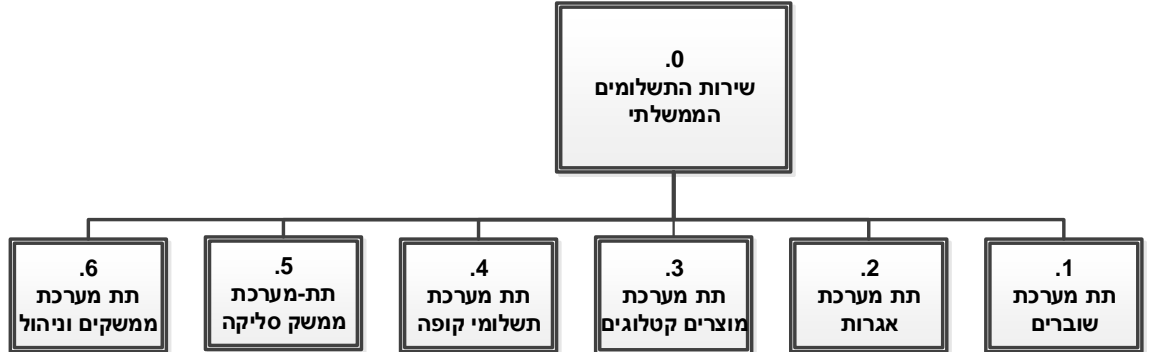 0.
שירות התשלומים
הממשלתי
1.
תת מערכת
שוברים
2.
תת מערכת
אגרות
3.
תת מערכת
מוצרים קטלוגים
4.
תת מערכת
תשלומי קופה
5.
תת-מערכת
ממשק סליקה
6.
תת מערכת
ממשקים וניהול